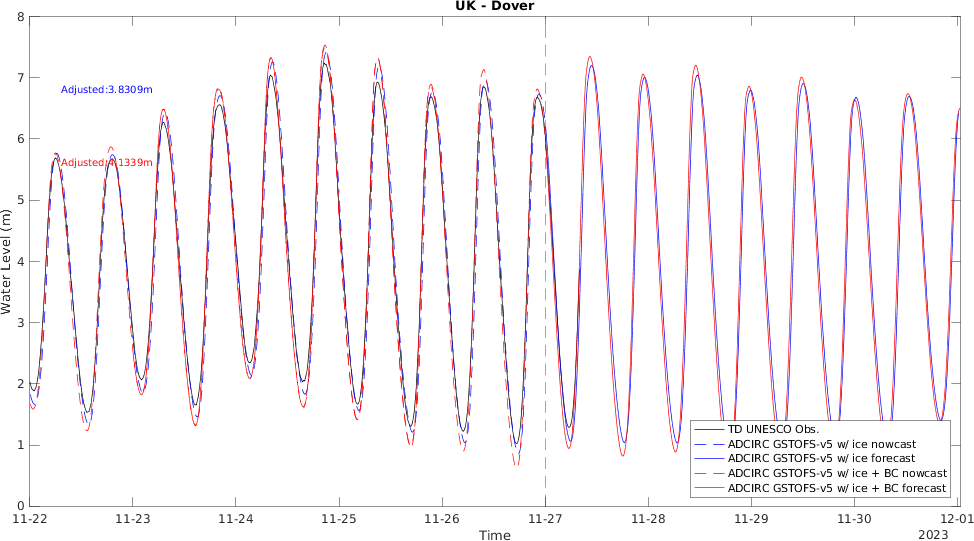 UK - Dover
8
7
6
5
4
3
2
1
0
Water Level (m)
Adjusted:3.8309m
Adjusted:4.1339m
TD UNESCO Obs.
ADCIRC GSTOFS-v5 w/ ice nowcast
ADCIRC GSTOFS-v5 w/ ice forecast
ADCIRC GSTOFS-v5 w/ ice + BC nowcast
ADCIRC GSTOFS-v5 w/ ice + BC forecast
11-22 11-23 11-24 11-25 11-26 11-27 11-28 11-29 11-30 12-01
Time
2023